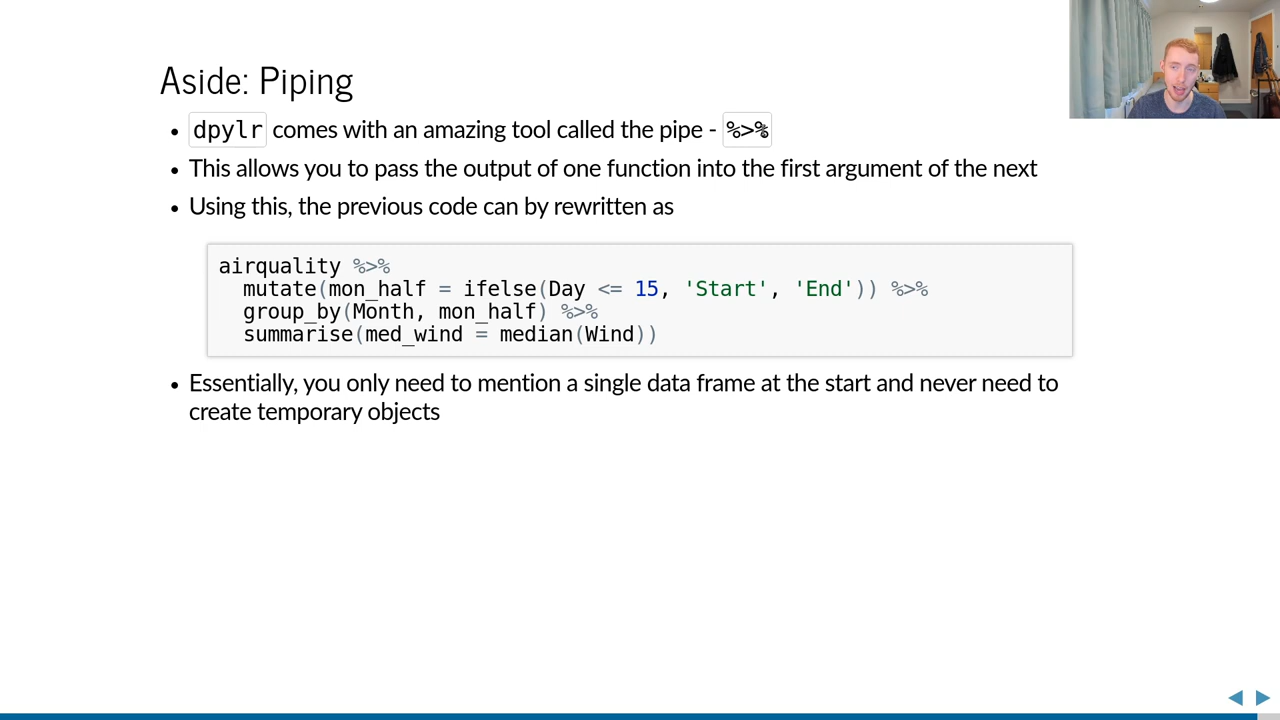 Aside: Piping
• dpylr comes with an amazing tool called the pipe - %>%
• This allows you to pass the output of one function into the first argument of the next
• Using this, the previous code can by rewritten as
airquality %>%
  mutate(mon_half = ifelse(Day <= 15, 'Start', 'End')) %>%
  group_by(Month, mon_half) %>%
  summarise(med_wind = median(Wind))
• Essentially, you only need to mention a single data frame at the start and never need to
create temporary objects